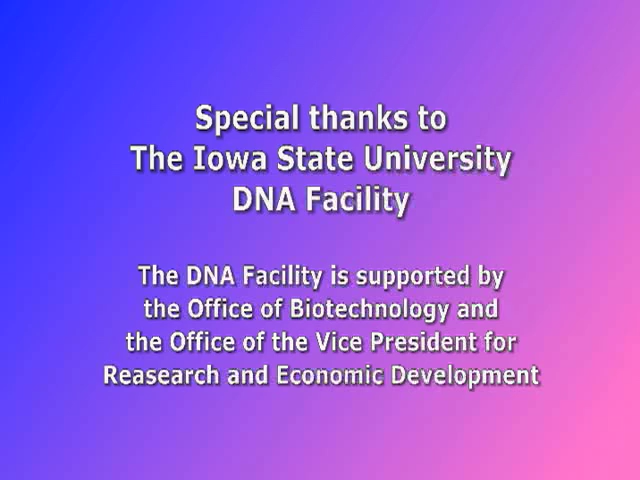 Special thanks to
The Iowa State University
DNA Facility
The DNA Facility is supported by
the Office of Biotechnology and
the Office of the Vice President for
Reasearch and Economic Development